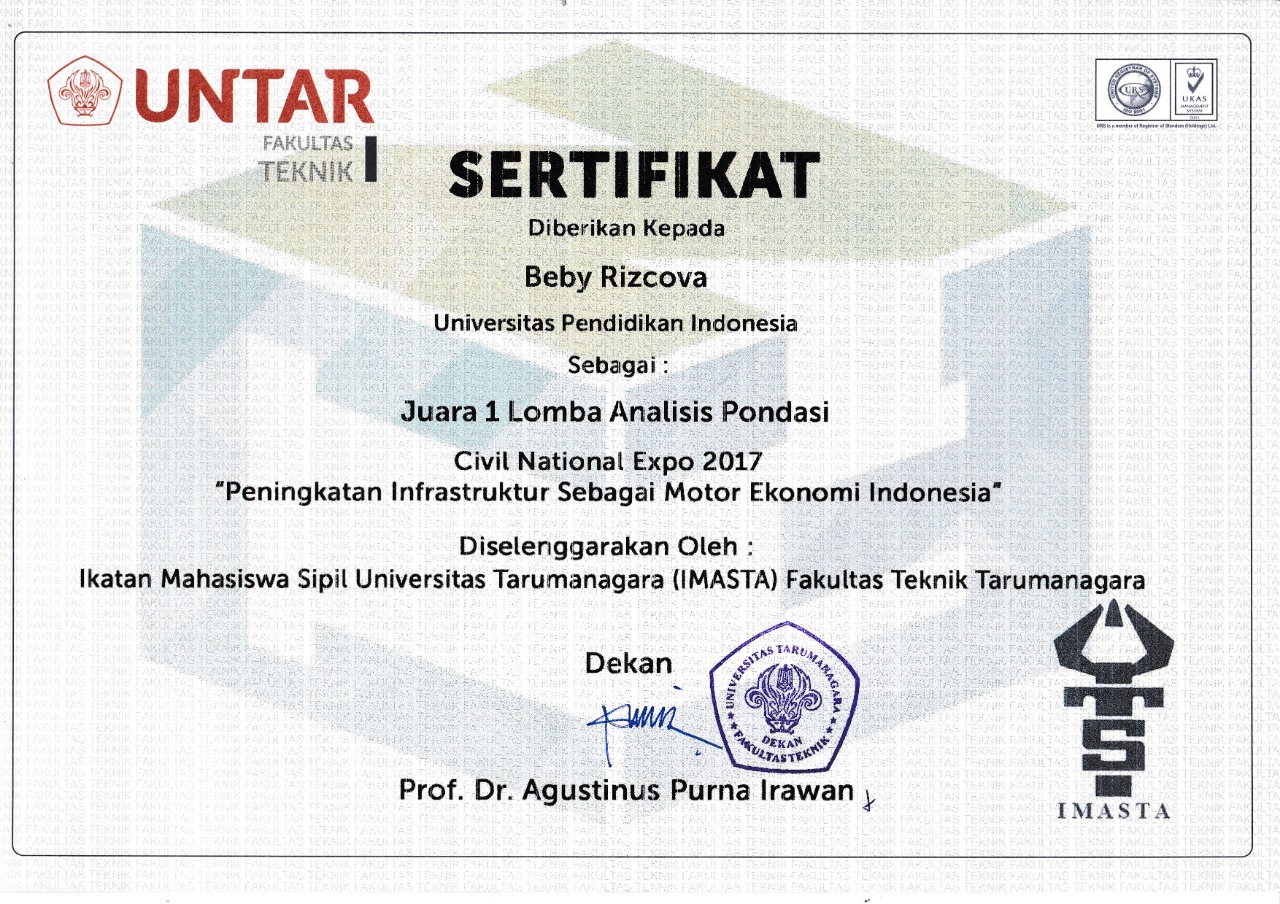 UNTAR
FAKULTAS
TEKNIK
URS
UKAS
MANAGEMENT
SYSTEMS
URS is a member of Registrar of Standards (Holdings) Ltd.
SERTIFIKAT
Diberikan Kepada
Beby Rizcova
Universitas Pendidikan Indonesia
Sebagai :
Juara 1 Lomba Analisis Pondasi
Civil National Expo 2017
“Peningkatan Infrastruktur Sebagai Motor Ekonomi Indonesia”
Diselenggarakan Oleh :
Ikatan Mahasiswa Sipil Universitas Tarumanagara (IMASTA) Fakultas Teknik Tarumanagara
Dekan
UNIVERSITAS TARUMANAGARA
DEKAN
FAKULTAS TEKNIK
Prof. Dr. Agustinus Purna Irawan
IMASTA